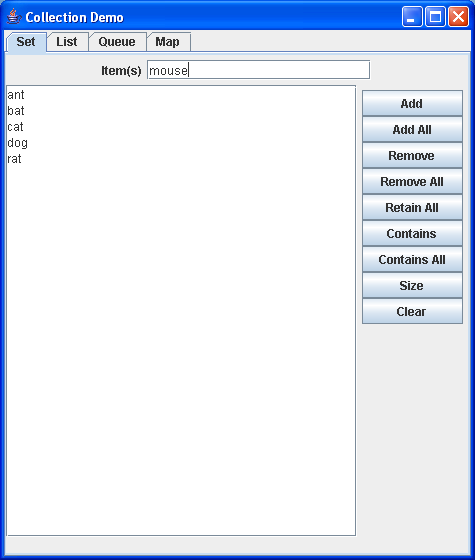 Collection Demo
Set List Queue Map
Item(s) mouse
ant
bat
cat
dog
rat
Add
Add All
Remove
Remove All
Retain All
Contains
Contains All
Size
Clear